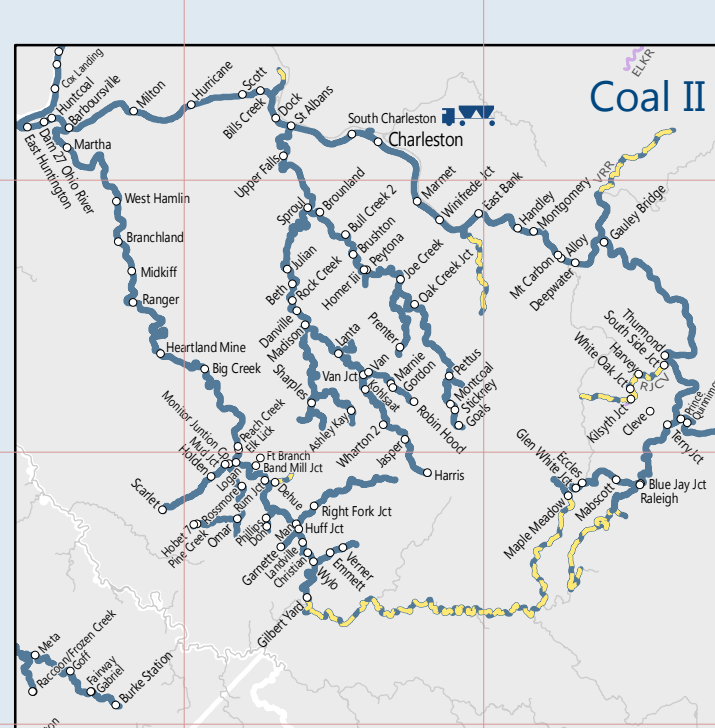 ELKR
Coal II
Cox Landing
Huntcoal
Barboursville
Milton
Hurricane
Scott
Bills Creek
Dock
St Albans
South Charleston
Charleston
East Huntington
Dam 27 Ohio River
Martha
Upper Falls
VRR
West Hamlin
Sproul
Brounland
Bull Creek 2
Brushton
Marmet
Winifrede Jct
East Bank
Handley
Montgomery
Gauley Bridge
Branchland
Midkiff
Julian
Rock Creek
Homer Iii
Peytona
Joe Creek
Oak Creek Jct
Mt Carbon
Alloy
Deepwater
Ranger
Beth
Danville
Madison
Lanta
Prenter
Thurmond
South Side Jct
Heartland Mine
Big Creek
Van Jct
Van
Marnie
Gordon
Pettus
Montcoal
Stickney
Goals
White Oak Jct
Harvey
RJCV
Sharples
Kohlsaat
Ashley Kay
Robin Hood
Kilsyth Jct
Cleve
Prince
Quinnimo
Terry Jct
Monitor Juntion Co
Peach Creek
Elk Lick
Mud Jct
Holden
Logan
Ft Branch
Band Mill Jct
Wharton 2
Jasper
Harris
Glen White Jct
Eccles
Mabscott
Blue Jay Jct
Raleigh
Scarlet
Rossmore
Rum Jct
Dehue
Right Fork Jct
Maple Meadow
Hobet 7
Pine Creek
Omar
Phillips
Don
Man
Huff Jct
Garnette
Landville
Christian
Wylo
Emmett
Verner
Gilbert Yard
Meta
Raccoon/Frozen Creek
Goff
Fairway
Gabriel
Burke Station
on